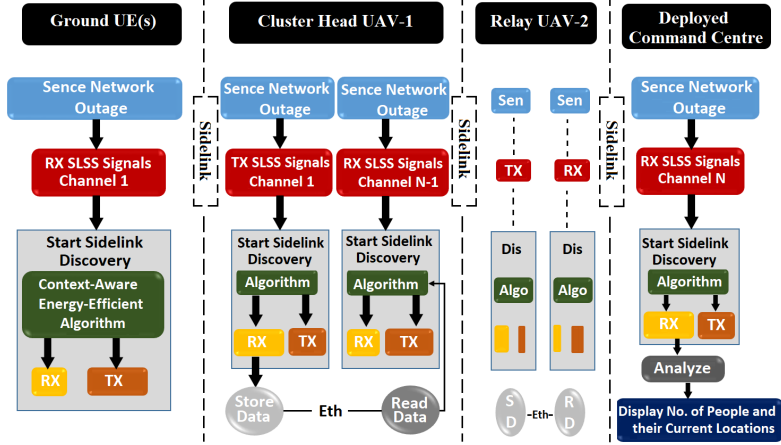 Ground UE(s)
Sence Network
Outage
RX SLSS Signals
Channel 1
Start Sidelink
Discovery
Context-Aware
Energy-Efficient
Algorithm
RX
TX
Sidelink
Cluster Head UAV-1
Sence Network
Outage
TX SLSS Signals
Channel 1
Start Sidelink
Discovery
Algorithm
RX
TX
Store
Data
Eth
Sence Network
Outage
RX SLSS Signals
Channel N-1
Start Sidelink
Discovery
Algorithm
RX
TX
Read
Data
Sidelink
Relay UAV-2
Sen
TX
Dis
Algo
S
D
-Eth-
Sen
RX
Dis
Algo
R
D
Sidelink
Deployed
Command Centre
Sence Network
Outage
RX SLSS Signals
Channel N
Start Sidelink
Discovery
Algorithm
RX
TX
Analyze
Display No. of People and
their Current Locations